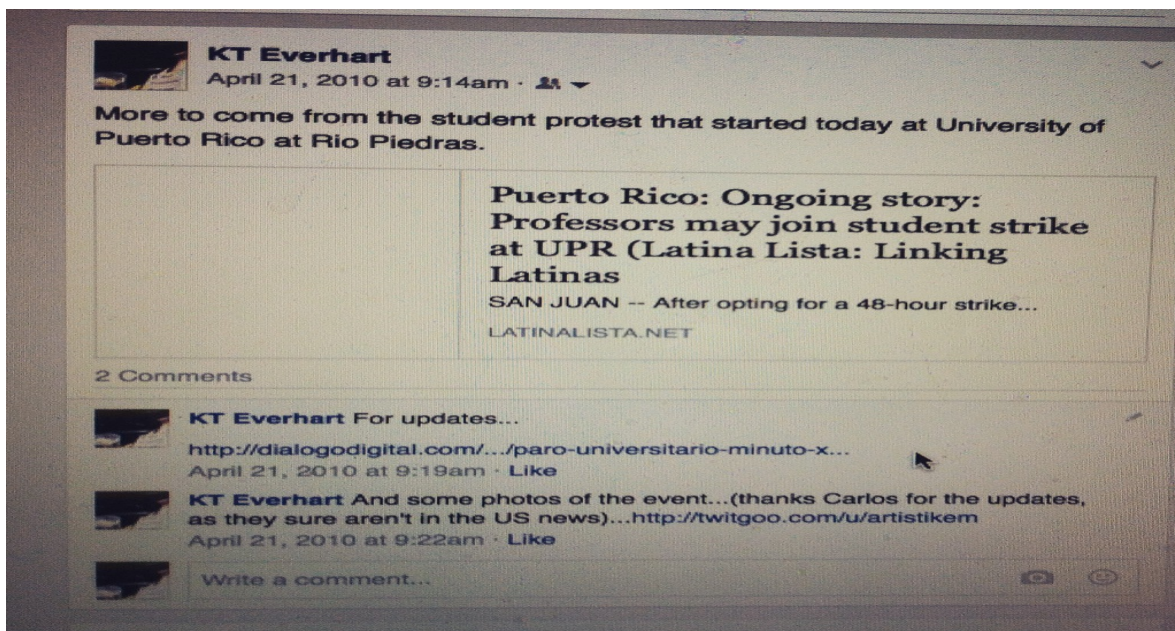 KT Everhart
April 21, 2010 at 9:14am ·
More to come from the student protest that started today at University of
Puerto Rico at Rio Piedras.
Puerto Rico: Ongoing story:
Professors may join student strike
at UPR (Latina Lista: Linking
Latinas
SAN JUAN -- After opting for a 48-hour strike...
LATINALISTA.NET
2 Comments
KT Everhart For updates...
http://dialogodigital.com/.../paro-universitario-minuto-x...
April 21, 2010 at 9:19am · Like
KT Everhart And some photos of the event...(thanks Carlos for the updates,
as they sure aren't in the US news)...http://twitgoo.com/u/artistikem
April 21, 2010 at 9:22am · Like
Write a comment...